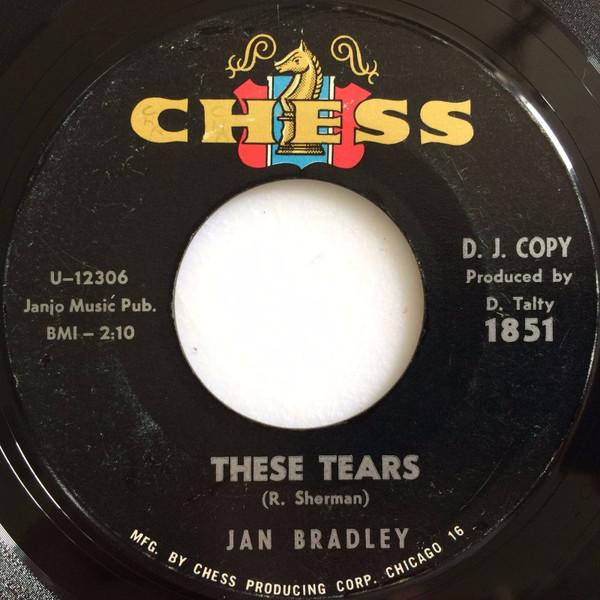 CHESS
U-12306
Janjo Music Pub.
BMI - 2:10
D. J. COPY
Produced by
D. Talty
1851
THESE TEARS
(R. Sherman)
JAN BRADLEY
MFG. BY CHESS PRODUCING CORP. CHICAGO 16